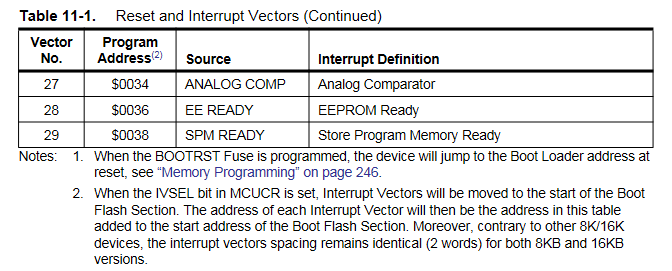 Table 11-1. Reset and Interrupt Vectors (Continued)
Vector No. Program Address(2) Source Interrupt Definition
27 $0034 ANALOG COMP Analog Comparator
28 $0036 EE READY EEPROM Ready
29 $0038 SPM READY Store Program Memory Ready
Notes: 1. When the BOOTRST Fuse is programmed, the device will jump to the Boot Loader address at
reset, see “Memory Programming” on page 246.
2. When the IVSEL bit in MCUCR is set, Interrupt Vectors will be moved to the start of the Boot
Flash Section. The address of each Interrupt Vector will then be the address in this table
added to the start address of the Boot Flash Section. Moreover, contrary to other 8K/16K
devices, the interrupt vectors spacing remains identical (2 words) for both 8KB and 16KB
versions.